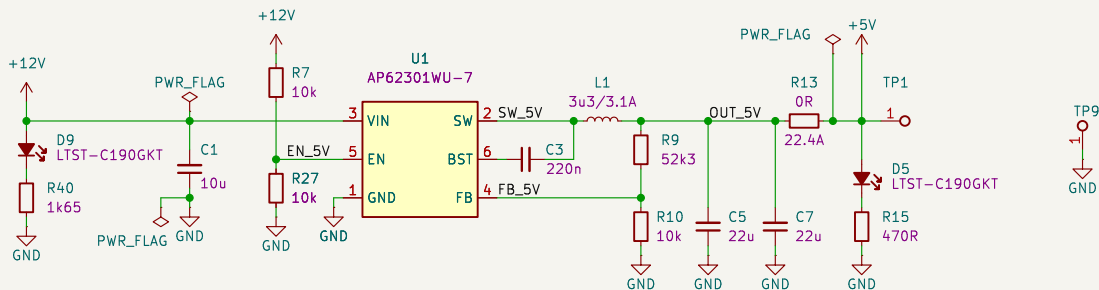 +12V
D9
LTST-C190GKT
R40
1k65
GND
PWR_FLAG
C1
10u
PWR_FLAG
GND
+12V
R7
10k
EN_5V
R27
10k
GND
U1
AP62301WU-7
3
VIN
SW
2
SW_5V
5
EN
BST
6
1
GND
FB
4
FB_5V
GND
C3
220n
L1
3u3/3.1A
R9
52k3
R10
10k
GND
OUT_5V
C5
22u
GND
C7
22u
GND
R13
0R
22.4A
PWR_FLAG
+5V
TP1
1
D5
LTST-C190GKT
R15
470R
GND
TP9
1
GND